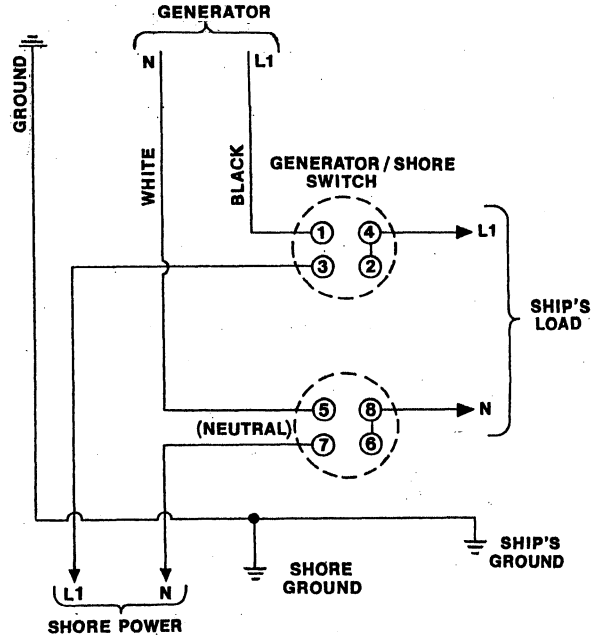 GENERATOR
N
L1
GROUND
WHITE
BLACK
GENERATOR / SHORE
SWITCH
1
4
L1
3
2
SHIP'S
LOAD
5
8
N
(NEUTRAL)
7
6
SHIP'S
GROUND
SHORE
GROUND
L1
N
SHORE POWER